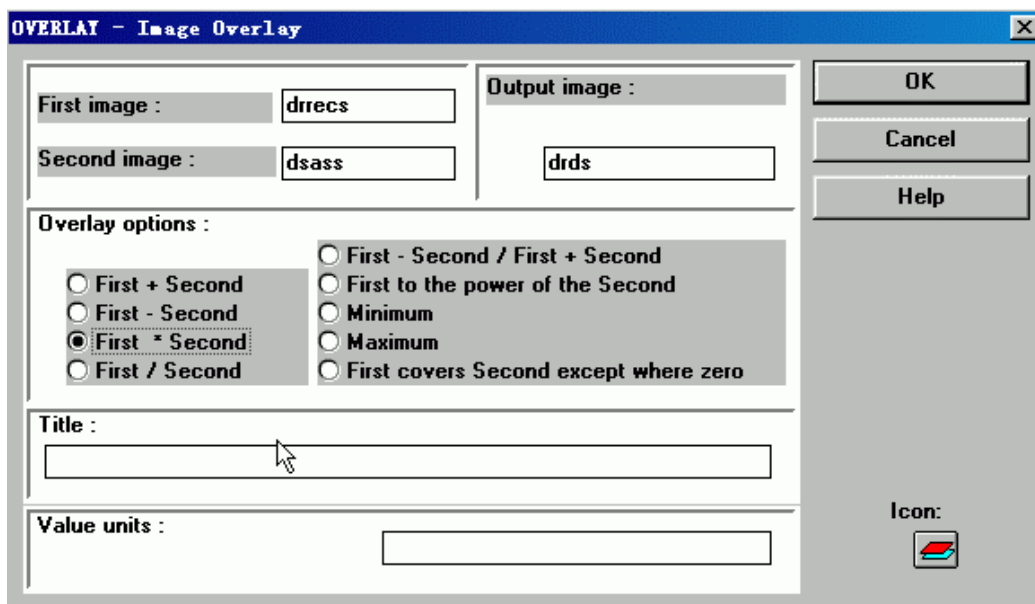 OVERLAY - Image Overlay
First image :
drrecs
Second image :
dsass
Output image :
drds
OK
Cancel
Help
Overlay options :
First + Second
First - Second
First * Second
First / Second
First - Second / First + Second
First to the power of the Second
Minimum
Maximum
First covers Second except where zero
Title :
Value units :
Icon: